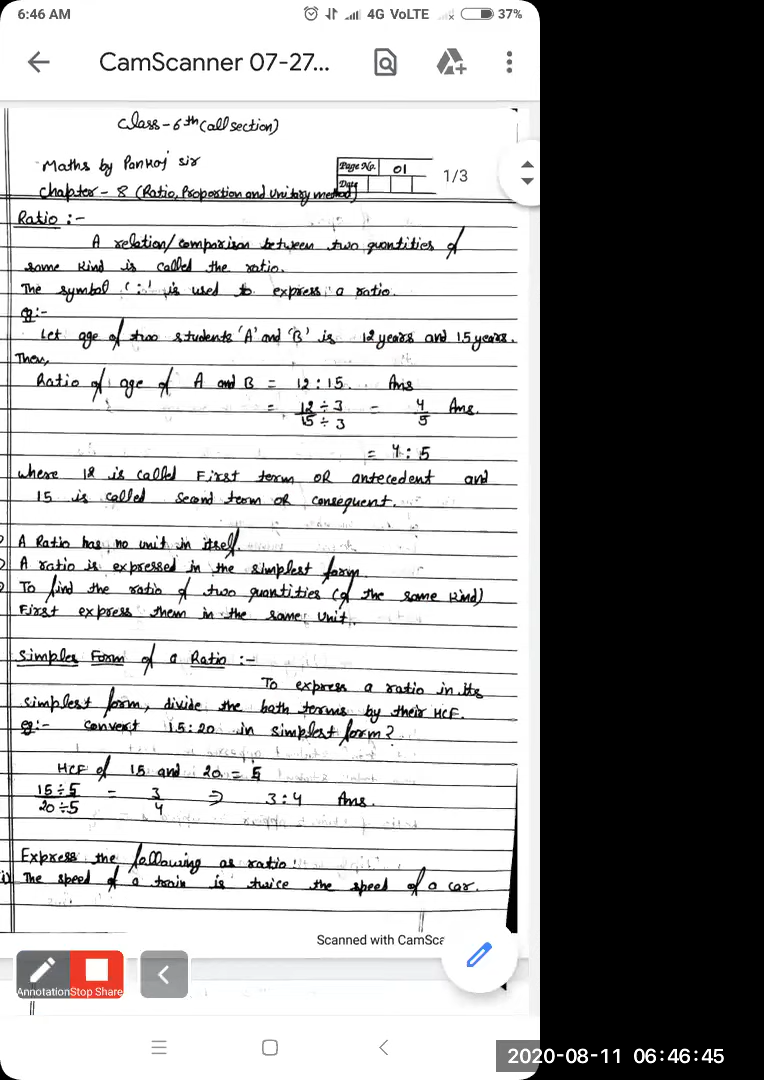 6:46 AM 4G VoLTE 37%
CamScanner 07-27...
Class-6th (all section)
Maths by Pankaj Sir
Page No. 01
Date
1/3
Chapter-8 (Ratio, Proportion and Unitary method)
Ratio :-
A relation/comparison between two quantities of
same kind is called the ratio.
The symbol ':' is used to express a ratio.
eg:-
Let age of two students 'A' and 'B' is 12 years and 15 years.
Then,
Ratio of age of A and B = 12 : 15 Ans
= 12 ÷ 3 / 15 ÷ 3 = 4/5 Ans.
= 4 : 5
where 12 is called First term OR antecedent and
15 is called Second term OR consequent.
A Ratio has no unit in itself.
A ratio is expressed in the simplest form.
To find the ratio of two quantities (of the same kind)
First express them in the same unit.
Simples Form of a Ratio :-
To express a ratio in its
simplest form, divide the both terms by their HCF.
eg:- convert 15:20 in simplest form?
HCF of 15 and 20 = 5
15÷5 / 20÷5 = 3/4 ⇒ 3:4 Ans.
Express the following as ratio:
i) The speed of a train is twice the speed of a car.
Scanned with CamSca
Annotation Stop Share
2020-08-11 06:46:45